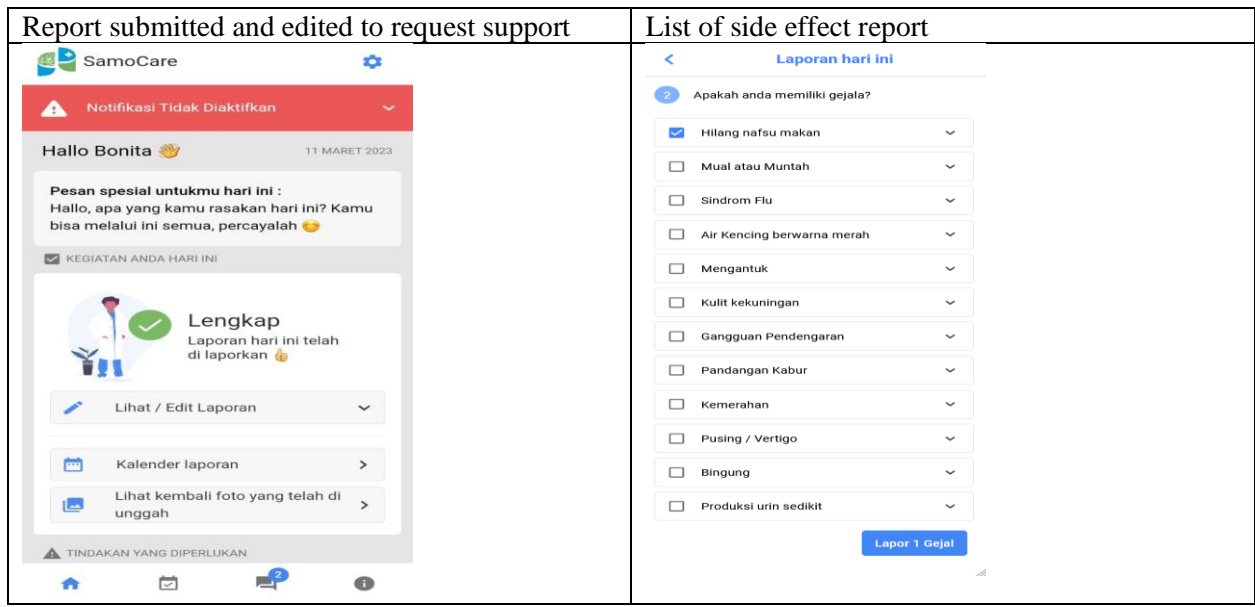 Report submitted and edited to request support
List of side effect report
SamoCare
Notifikasi Tidak Diaktifkan
Hallo Bonita 👋
11 MARET 2023
Pesan spesial untukmu hari ini :
Hallo, apa yang kamu rasakan hari ini? Kamu
bisa melalui ini semua, percayalah 😊
KEGIATAN ANDA HARI INI
Lengkap
Laporan hari ini telah
di laporkan 👍
Lihat / Edit Laporan
Kalender laporan
Lihat kembali foto yang telah di
unggah
TINDAKAN YANG DIPERLUKAN
2
Laporan hari ini
2 Apakah anda memiliki gejala?
Hilang nafsu makan
Mual atau Muntah
Sindrom Flu
Air Kencing berwarna merah
Mengantuk
Kulit kekuningan
Gangguan Pendengaran
Pandangan Kabur
Kemerahan
Pusing / Vertigo
Bingung
Produksi urin sedikit
Lapor 1 Gejal